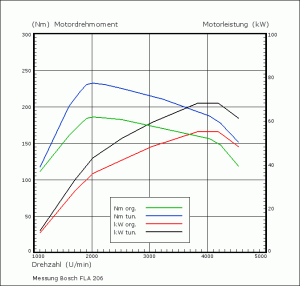 (Nm) Motordrehmoment Motorleistung (kW)
300 100
250 80
200
150 60
100 40
50 20
Nm org.
Nm tun.
kW org.
kW tun.
0 0
1000 2000 3000 4000 5000
Drehzahl (U/min)
Messung Bosch FLA 206